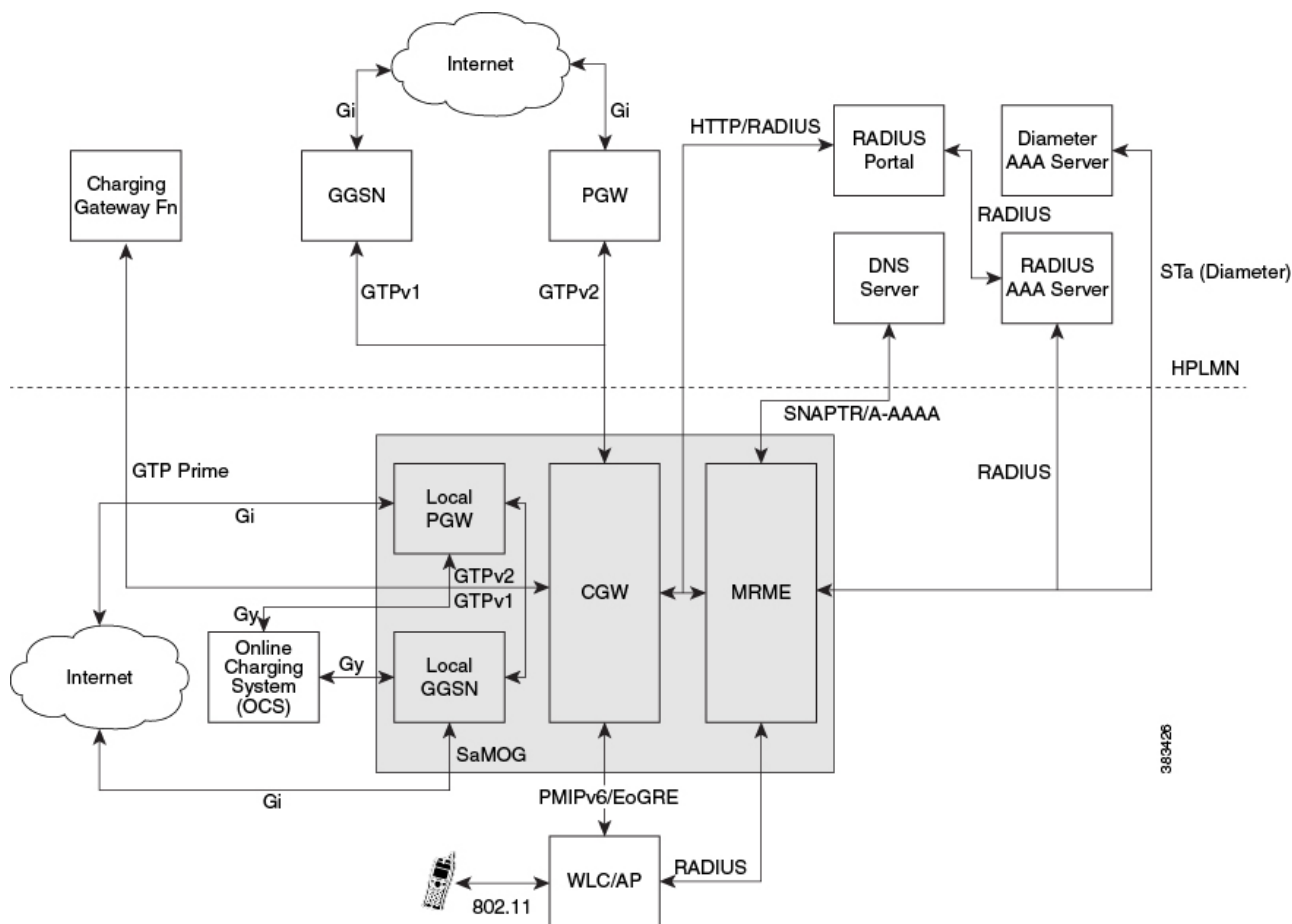 Internet
Gi
Gi
HTTP/RADIUS
Charging
Gateway Fn
GGSN
PGW
RADIUS
Portal
Diameter
AAA Server
RADIUS
GTPv1
GTPv2
DNS
Server
RADIUS
AAA Server
STa (Diameter)
HPLMN
SNAPTR/A-AAAA
GTP Prime
RADIUS
Local
PGW
Gi
GTPv2
GTPv1
CGW
MRME
Gy
Online
Charging
System
(OCS)
Gy
Local
GGSN
Internet
SaMOG
Gi
PMIPv6/EoGRE
WLC/AP
RADIUS
802.11
383426